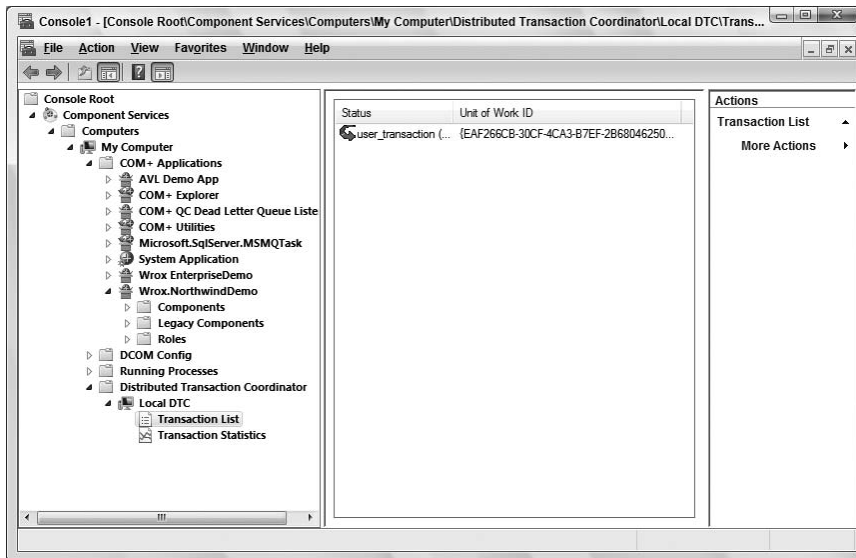 Console1 - [Console Root\Component Services\Computers\My Computer\Distributed Transaction Coordinator\Local DTC\Trans...
File Action View Favorites Window Help
Console Root
Component Services
Computers
My Computer
COM+ Applications
AVL Demo App
COM+ Explorer
COM+ QC Dead Letter Queue Liste
COM+ Utilities
Microsoft.SqlServer.MSMQTask
System Application
Wrox EnterpriseDemo
Wrox.NorthwindDemo
Components
Legacy Components
Roles
DCOM Config
Running Processes
Distributed Transaction Coordinator
Local DTC
Transaction List
Transaction Statistics
Status Unit of Work ID
user_transaction (... {EAF266CB-30CF-4CA3-B7EF-2B68046250...
Actions
Transaction List
More Actions